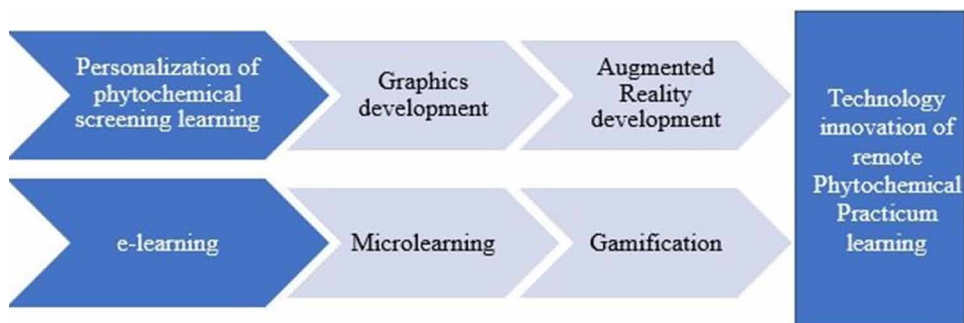 Personalization of
phytochemical
screening learning
Graphics
development
Augmented
Reality
development
e-learning
Microlearning
Gamification
Technology
innovation of
remote
Phytochemical
Practicum
learning